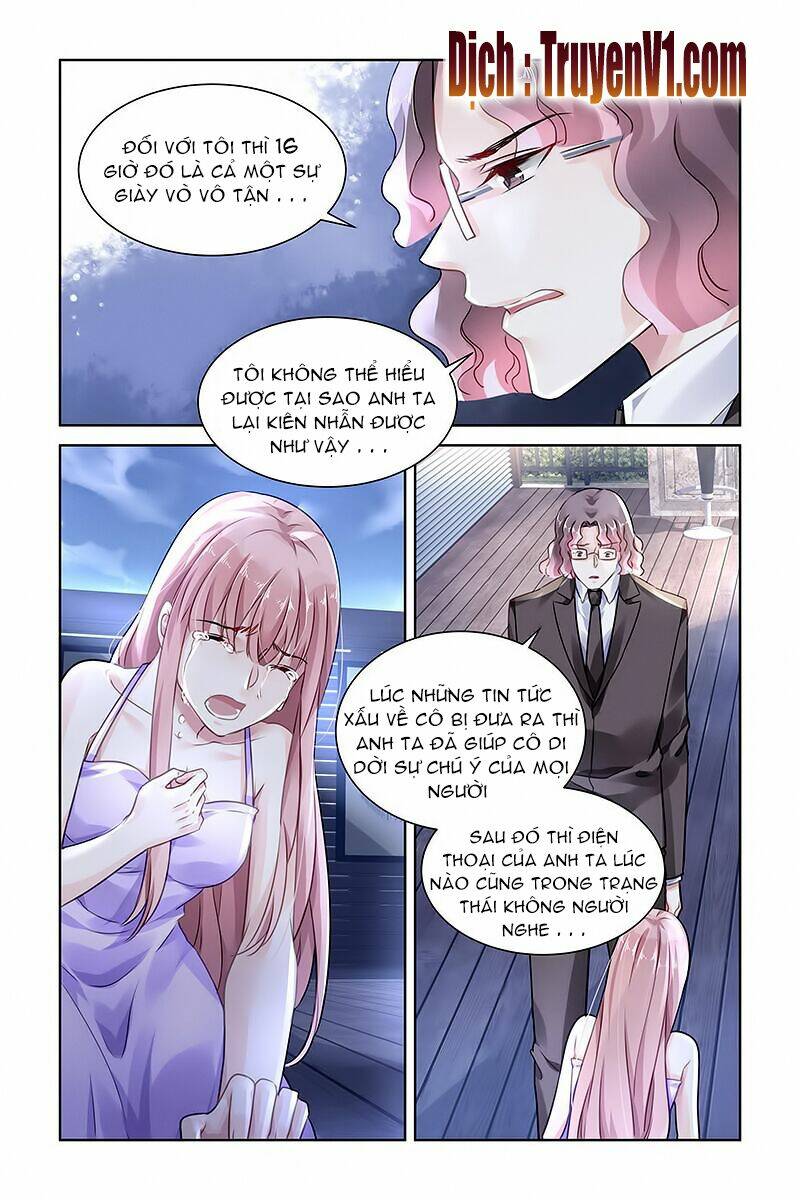 Dịch : TruyenV1.com
ĐỐI VỚI TÔI THÌ 16
GIỜ ĐÓ LÀ CẢ MỘT SỰ
GIÀY VÒ VÔ TẬN . . .
TÔI KHÔNG THỂ HIỂU
ĐƯỢC TẠI SAO ANH TA
LẠI KIÊN NHẪN ĐƯỢC
NHƯ VẬY . . .
LÚC NHỮNG TIN TỨC
XẤU VỀ CÔ BỊ ĐƯA RA THÌ
ANH TA ĐÃ GIÚP CÔ DI
DỜI SỰ CHÚ Ý CỦA MỌI
NGƯỜI
SAU ĐÓ THÌ ĐIỆN
THOẠI CỦA ANH TA LÚC
NÀO CŨNG TRONG TRẠNG
THÁI KHÔNG NGƯỜI
NGHE . . .